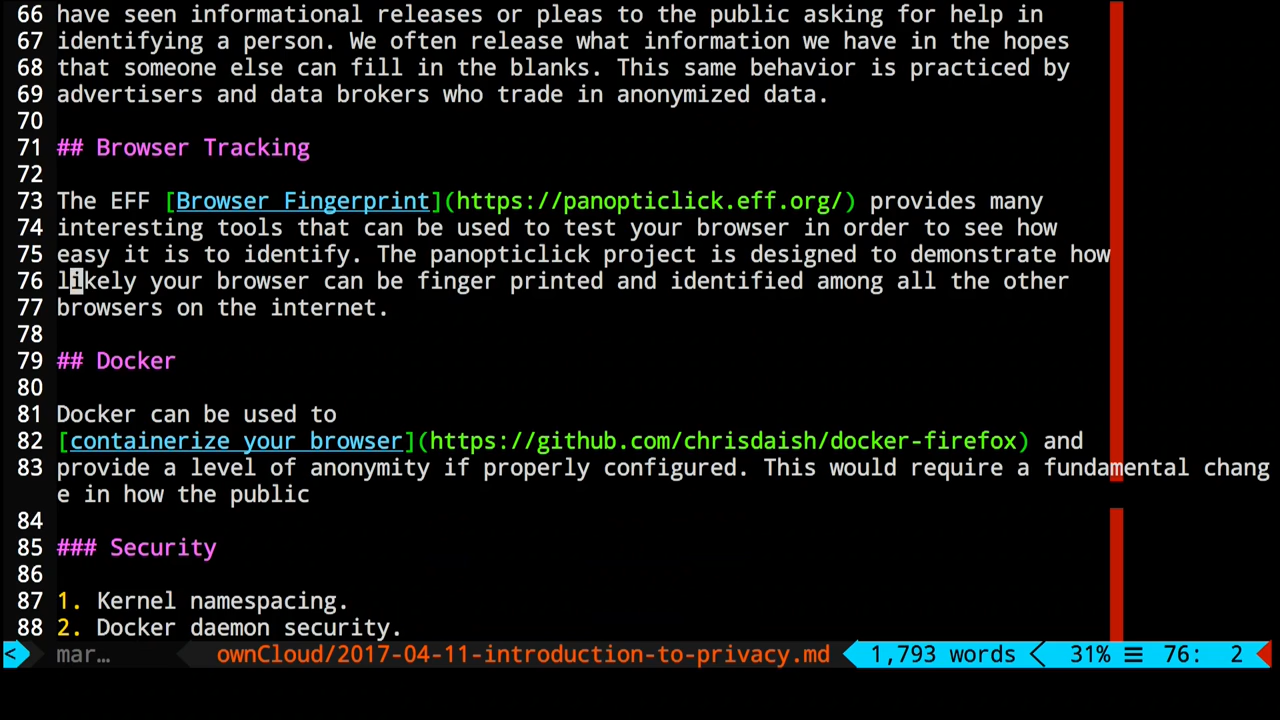 66 have seen informational releases or pleas to the public asking for help in
67 identifying a person. We often release what information we have in the hopes
68 that someone else can fill in the blanks. This same behavior is practiced by
69 advertisers and data brokers who trade in anonymized data.
70
71 ## Browser Tracking
72
73 The EFF [Browser Fingerprint](https://panopticlick.eff.org/) provides many
74 interesting tools that can be used to test your browser in order to see how
75 easy it is to identify. The panopticlick project is designed to demonstrate how
76 likely your browser can be finger printed and identified among all the other
77 browsers on the internet.
78
79 ## Docker
80
81 Docker can be used to
82 [containerize your browser](https://github.com/chrisdaish/docker-firefox) and
83 provide a level of anonymity if properly configured. This would require a fundamental chang
e in how the public
84
85 ### Security
86
87 1. Kernel namespacing.
88 2. Docker daemon security.
< mar… ownCloud/2017-04-11-introduction-to-privacy.md 1,793 words 31% ☰ 76: 2